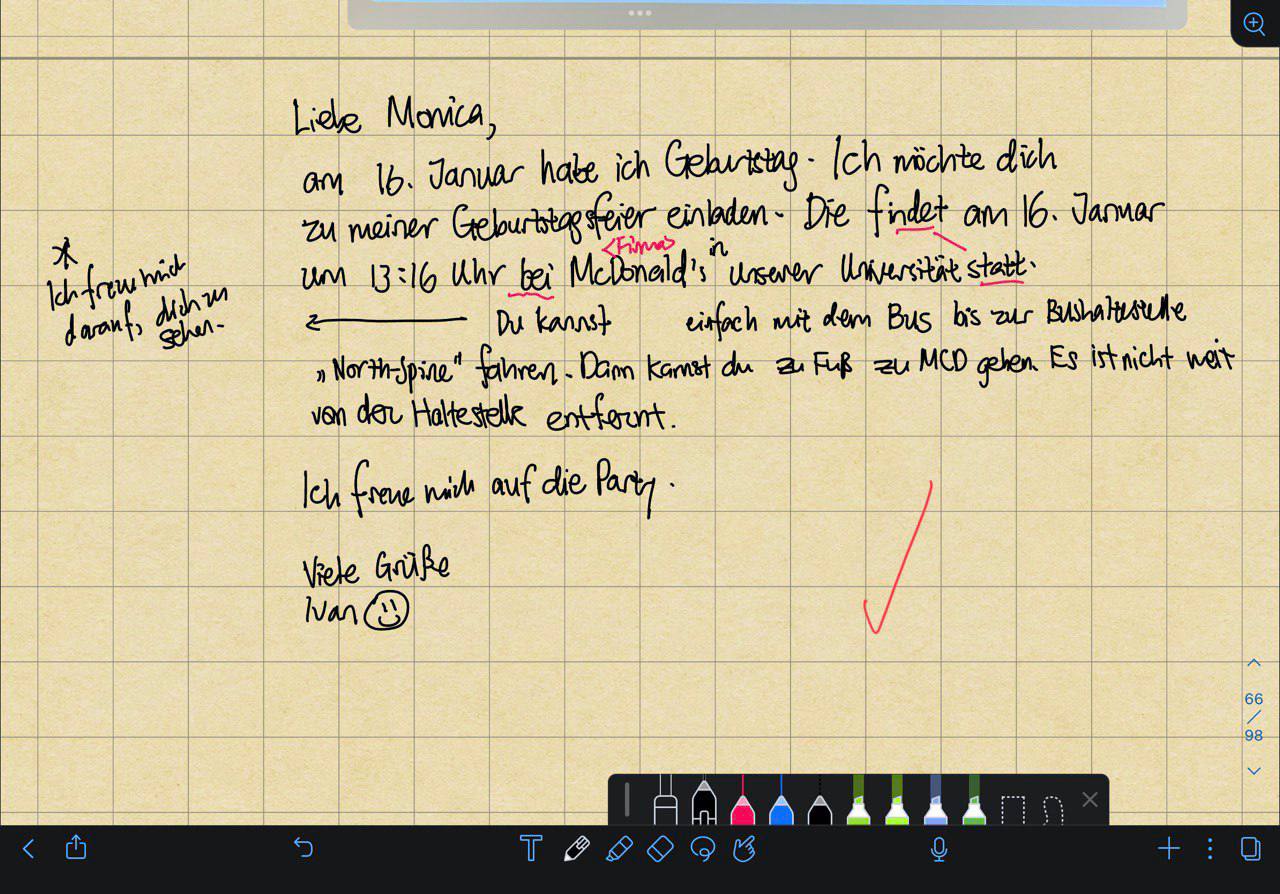 Liebe Monica,
am 16. Januar habe ich Geburtstag. Ich möchte dich
zu meiner Geburtstagsfeier einladen. Die findet am 16. Januar
<Firma>
um 13:16 Uhr bei McDonald's in unserer Universität statt.
*
Ich freue mich
darauf, dich zu
sehen.
Du kannst einfach mit dem Bus bis zur Bushaltestelle
„North-Spine" fahren. Dann kannst du zu Fuß zu MCD gehen. Es ist nicht weit
von der Haltestelle entfernt.
Ich freue mich auf die Party.
Viele Grüße
Ivan
66
/
98